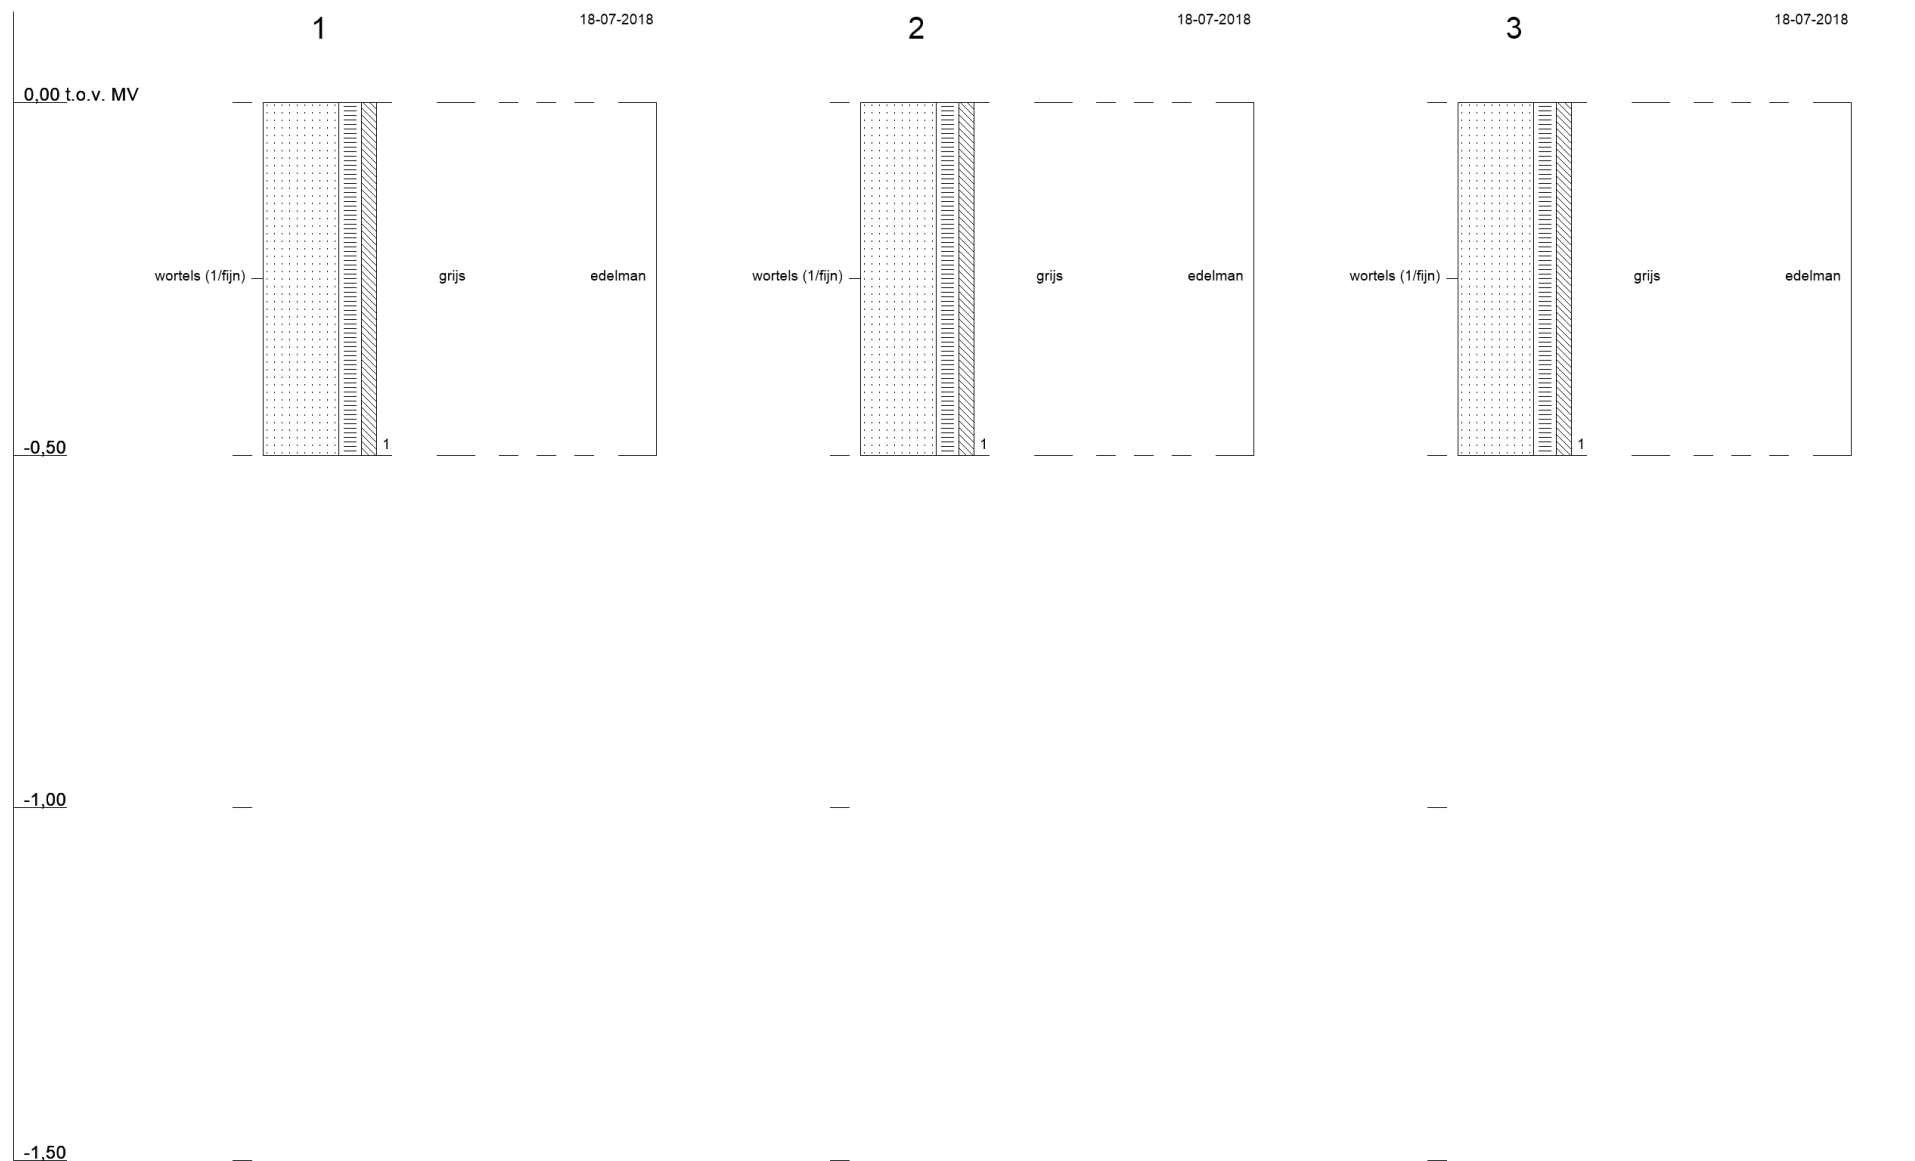 1 18-07-2018 2 18-07-2018 3 18-07-2018
0,00 t.o.v. MV
wortels (1/fijn) grijs edelman wortels (1/fijn) grijs edelman wortels (1/fijn) grijs edelman
1 1 1
-0,50
-1,00
-1,50